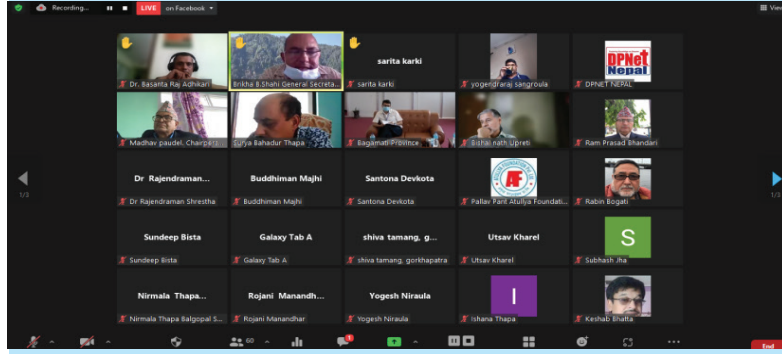 Recording...
LIVE
on Facebook
View
Dr. Basanta Raj Adhikari
Brikha B.Shahi General Secreta...
sarita karki
sarita karki
yogendraraj sangroula
DPNet
Nepal
DPNET NEPAL
Madhav paudel, Chairpers...
Surya Bahadur Thapa
Bagamati Province
Bishal nath Upreti
Ram Prasad Bhandari
1/3
Dr Rajendraman...
Dr Rajendraman Shrestha
Buddhiman Majhi
Buddhiman Majhi
Santona Devkota
Santona Devkota
AF
Pallav Pant Atullya Foundati...
Rabin Bogati
1/3
Sundeep Bista
Sundeep Bista
Galaxy Tab A
Galaxy Tab A
shiva tamang, g...
shiva tamang, gorkhapatra
Utsav Kharel
Utsav Kharel
S
Subhash Jha
Nirmala Thapa...
Nirmala Thapa Balgopal S...
Rojani Manandh...
Rojani Manandhar
Yogesh Niraula
Yogesh Niraula
I
Ishana Thapa
Keshab Bhatta
60
1
End